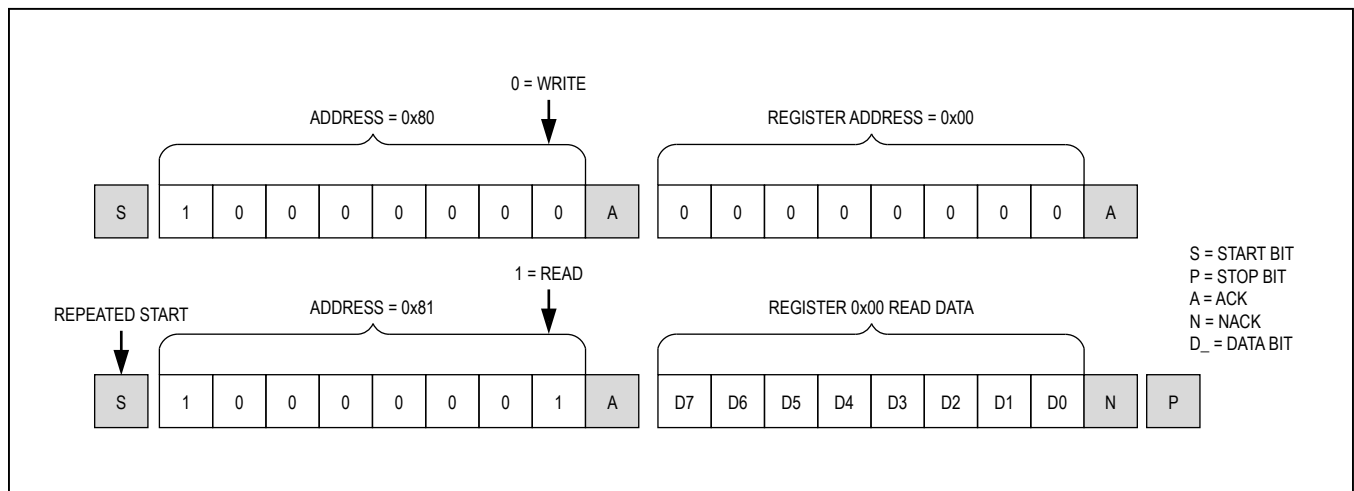 0 = WRITE
ADDRESS = 0x80
REGISTER ADDRESS = 0x00
S 1 0 0 0 0 0 0 0 A 0 0 0 0 0 0 0 0 A
S = START BIT
P = STOP BIT
A = ACK
N = NACK
D_ = DATA BIT
1 = READ
REPEATED START
ADDRESS = 0x81
REGISTER 0x00 READ DATA
S 1 0 0 0 0 0 0 1 A D7 D6 D5 D4 D3 D2 D1 D0 N P